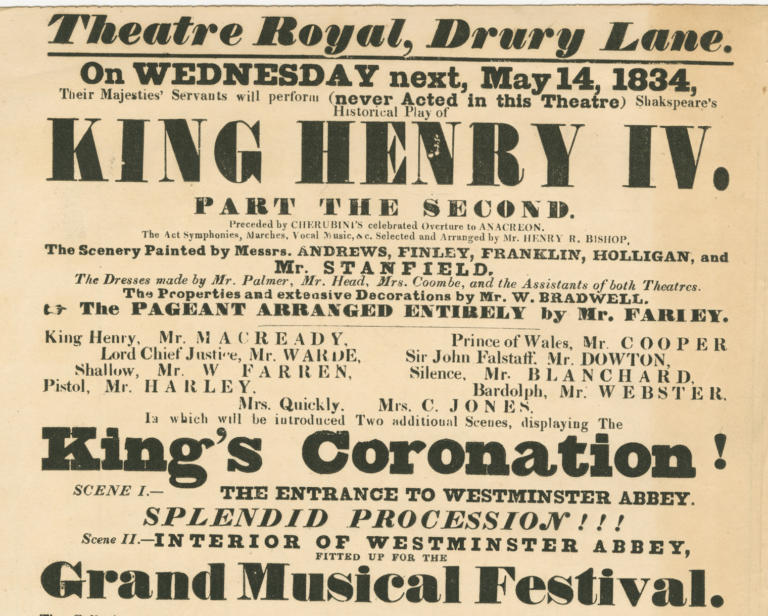 Theatre Royal, Drury Lane.
On WEDNESDAY next, May 14, 1834,
Their Majesties' Servants will perform (never Acted in this Theatre) Shakspeare's
Historical Play of
KING HENRY IV.
PART THE SECOND.
Preceded by CHERUBINI'S celebrated Overture to ANACREON.
The Act Symphonies, Marches, Vocal Music, &c. Selected and Arranged by Mr. HENRY R. BISHOP,
The Scenery Painted by Messrs. ANDREWS, FINLEY, FRANKLIN, HOLLIGAN, and
Mr. STANFIELD.
The Dresses made by Mr. Palmer, Mr. Head, Mrs. Coombe, and the Assistants of both Theatres.
The Properties and extensive Decorations by Mr. W. BRADWELL.
☞ The PAGEANT ARRANGED ENTIRELY by Mr. FARLEY.
King Henry, Mr. MACREADY, Prince of Wales, Mr. COOPER
Lord Chief Justice, Mr. WARDE, Sir John Falstaff. Mr. DOWTON,
Shallow, Mr. W FARREN, Silence, Mr. BLANCHARD,
Pistol, Mr. HARLEY, Bardolph, Mr. WEBSTER,
Mrs. Quickly, Mrs. C. JONES,
In which will be introduced Two additional Scenes, displaying The
King's Coronation!
SCENE I.— THE ENTRANCE TO WESTMINSTER ABBEY.
SPLENDID PROCESSION!!!
Scene II.—INTERIOR OF WESTMINSTER ABBEY,
FITTED UP FOR THE
Grand Musical Festival.